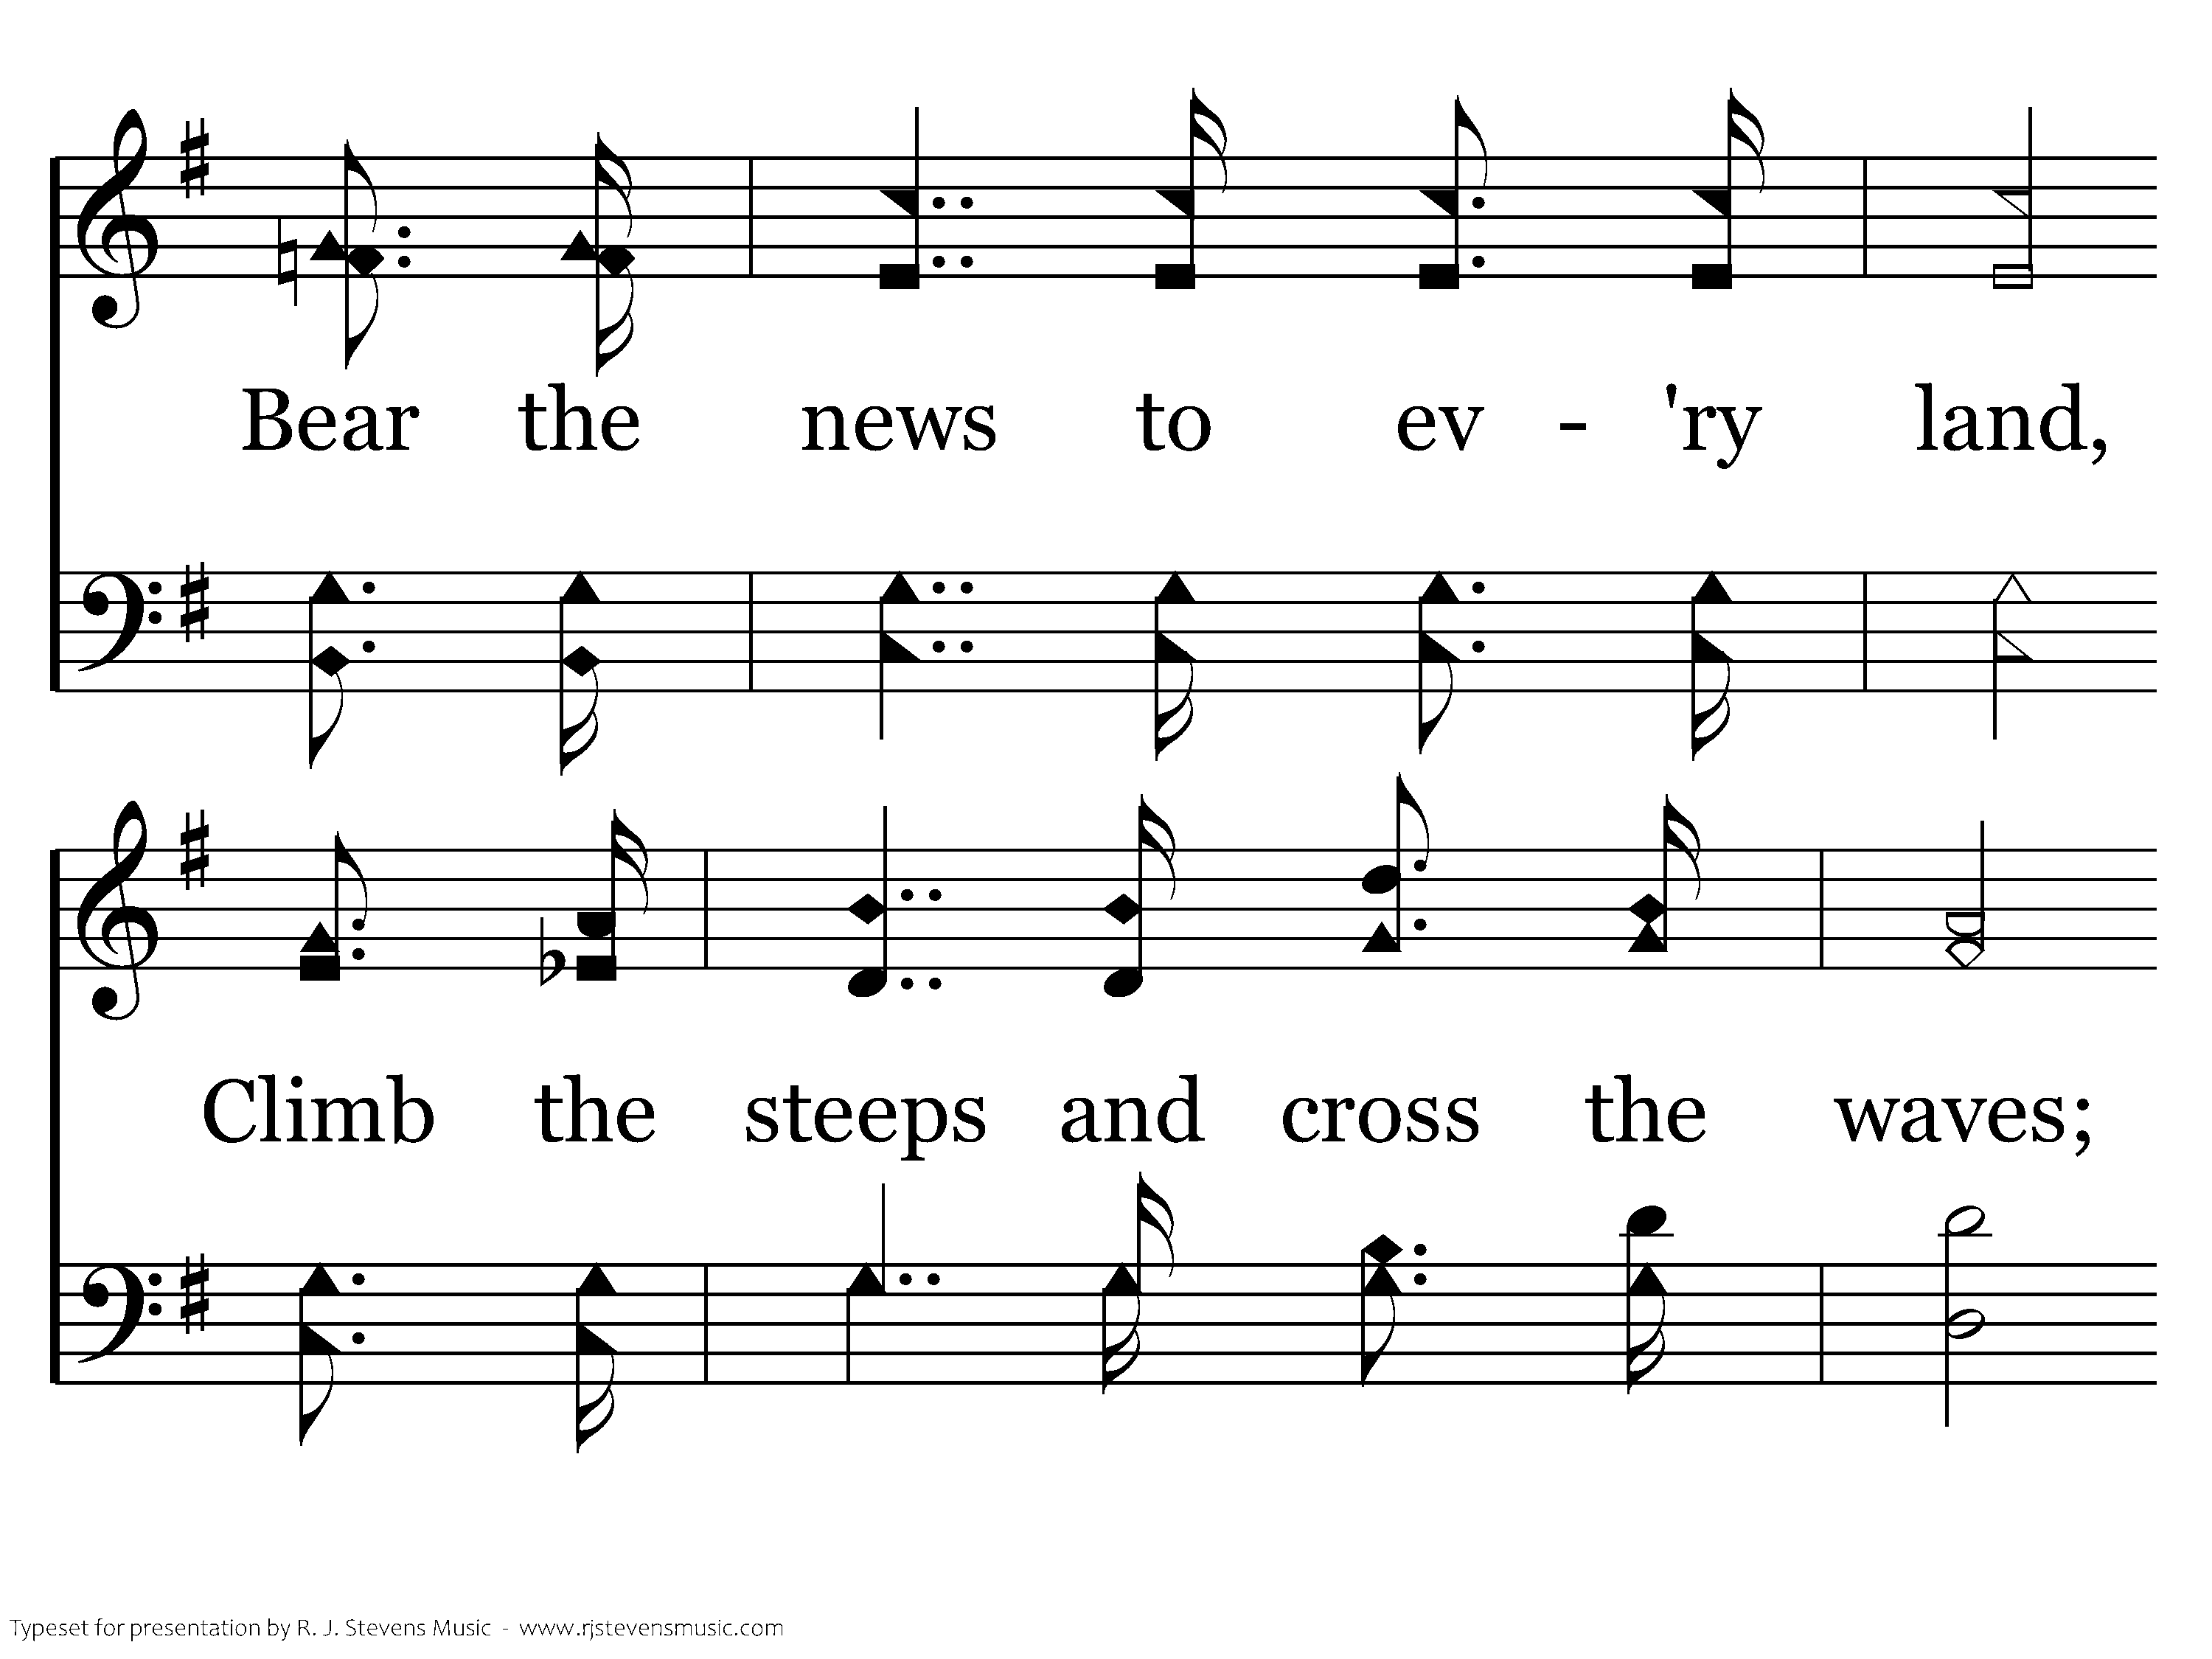 Bear the news to ev - 'ry land,
Climb the steeps and cross the waves;
Typeset for presentation by R. J. Stevens Music - www.rjstevensmusic.com